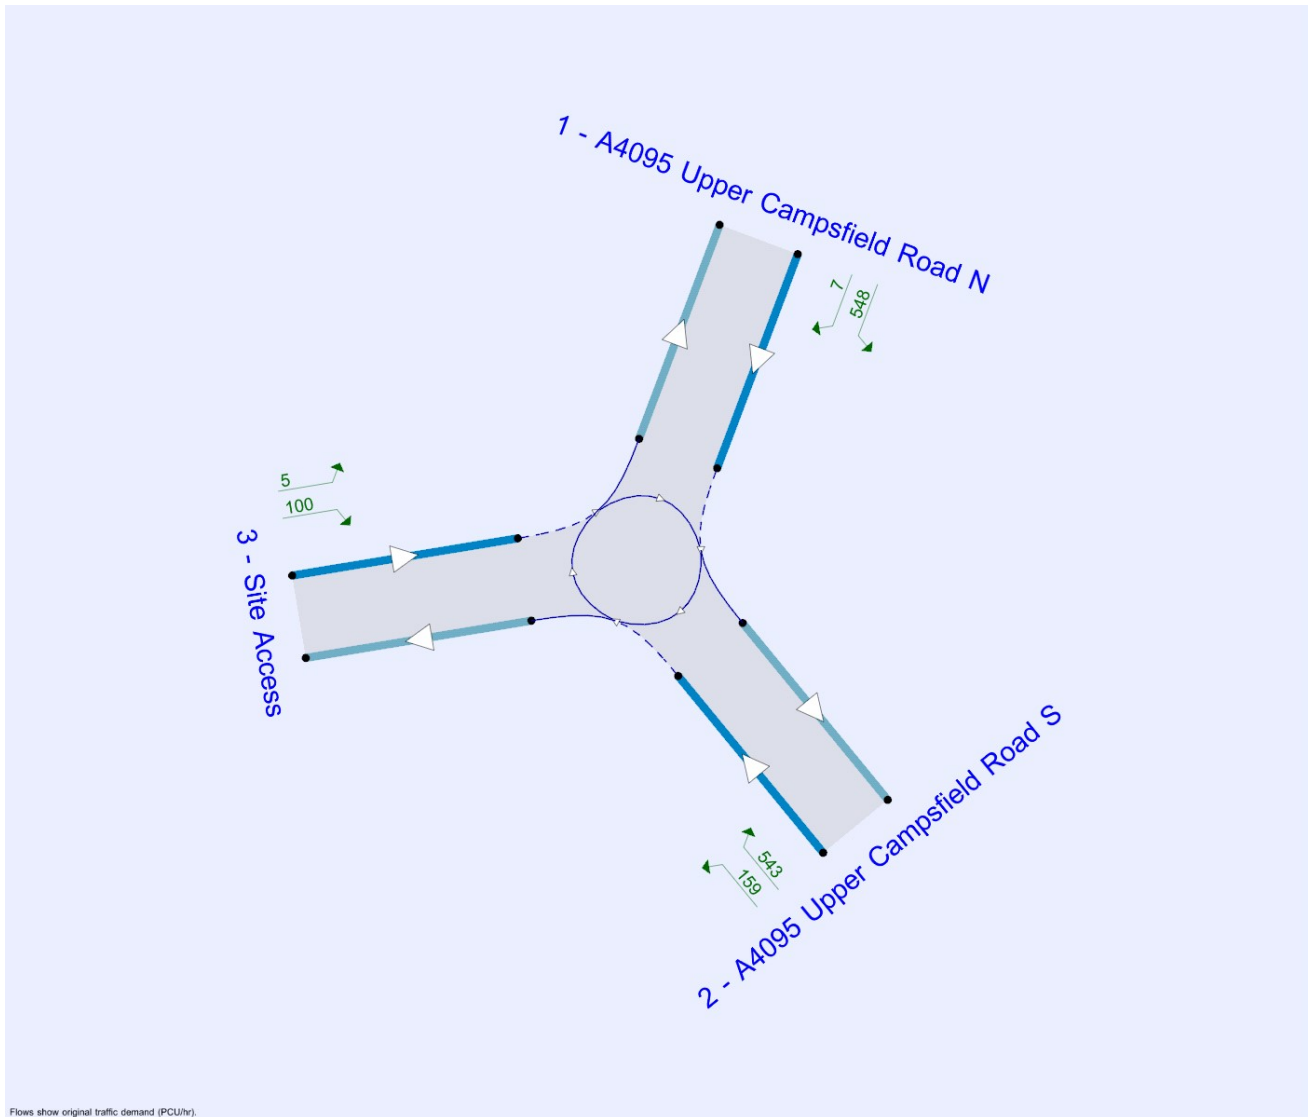 1 - A4095 Upper Campsfield Road N
7
548
5
100
3 - Site Access
543
159
2 - A4095 Upper Campsfield Road S
Flows show original traffic demand (PCU/hr).